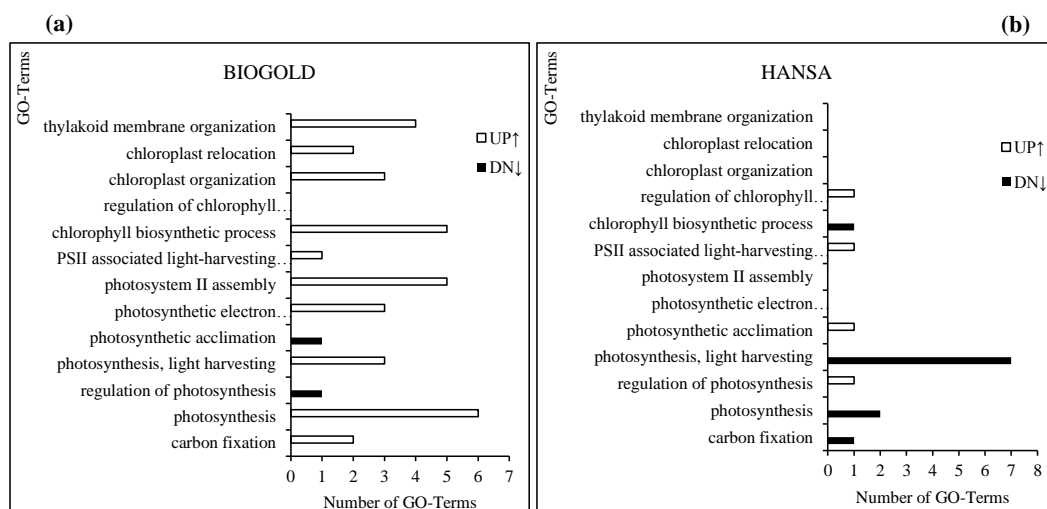 (a)
BIOGOLD
GO-Terms
thylakoid membrane organization
chloroplast relocation
chloroplast organization
regulation of chlorophyll…
chlorophyll biosynthetic process
PSII associated light-harvesting…
photosystem II assembly
photosynthetic electron…
photosynthetic acclimation
photosynthesis, light harvesting
regulation of photosynthesis
photosynthesis
carbon fixation
UP↑
DN↓
0 1 2 3 4 5 6 7
Number of GO-Terms
(b)
HANSA
GO-Terms
thylakoid membrane organization
chloroplast relocation
chloroplast organization
regulation of chlorophyll…
chlorophyll biosynthetic process
PSII associated light-harvesting…
photosystem II assembly
photosynthetic electron…
photosynthetic acclimation
photosynthesis, light harvesting
regulation of photosynthesis
photosynthesis
carbon fixation
UP↑
DN↓
0 1 2 3 4 5 6 7 8
Number of GO-Terms